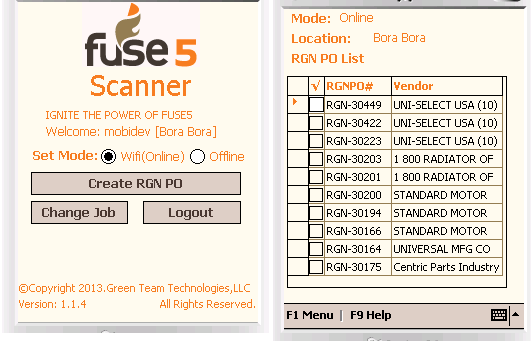 fuse 5
Scanner
IGNITE THE POWER OF FUSE5
Welcome: mobidev [Bora Bora]
Set Mode: Wifi(Online) Offline
Create RGN PO
Change Job Logout
©Copyright 2013.Green Team Technologies,LLC
Version: 1.1.4 All Rights Reserved.
Mode: Online
Location: Bora Bora
RGN PO List
√ RGNPO# Vendor
RGN-30449 UNI-SELECT USA (10)
RGN-30422 UNI-SELECT USA (10)
RGN-30223 UNI-SELECT USA (10)
RGN-30203 1 800 RADIATOR OF
RGN-30201 1 800 RADIATOR OF
RGN-30200 STANDARD MOTOR
RGN-30194 STANDARD MOTOR
RGN-30166 STANDARD MOTOR
RGN-30164 UNIVERSAL MFG CO
RGN-30175 Centric Parts Industry
F1 Menu | F9 Help